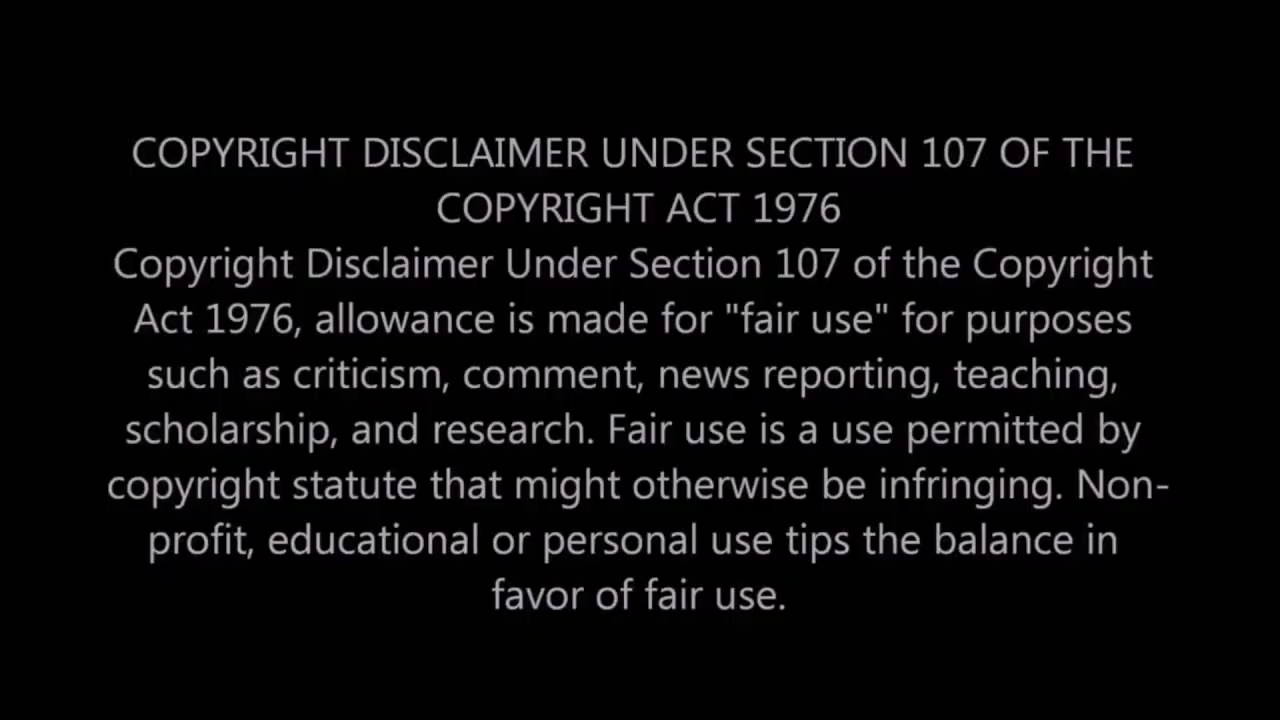 COPYRIGHT DISCLAIMER UNDER SECTION 107 OF THE
COPYRIGHT ACT 1976
Copyright Disclaimer Under Section 107 of the Copyright
Act 1976, allowance is made for "fair use" for purposes
such as criticism, comment, news reporting, teaching,
scholarship, and research. Fair use is a use permitted by
copyright statute that might otherwise be infringing. Non-
profit, educational or personal use tips the balance in
favor of fair use.